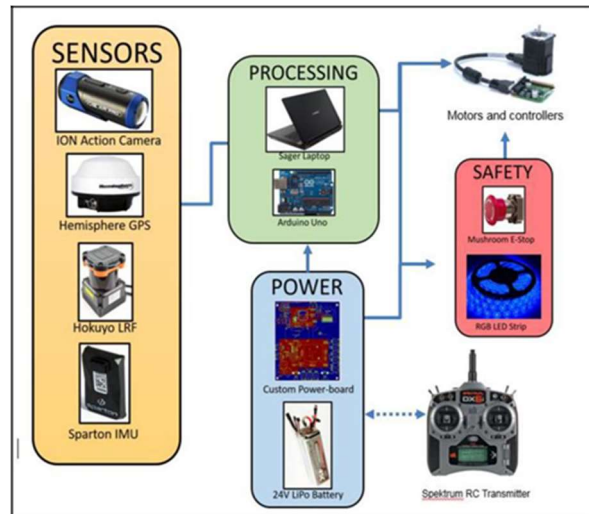 SENSORS
ION Action Camera
Hemisphere GPS
Hokuyo LRF
Sparton IMU
PROCESSING
Sager Laptop
Arduino Uno
POWER
Custom Power-board
24V LiPo Battery
Motors and controllers
SAFETY
Mushroom E-Stop
RGB LED Strip
Spektrum RC Transmitter
sparton